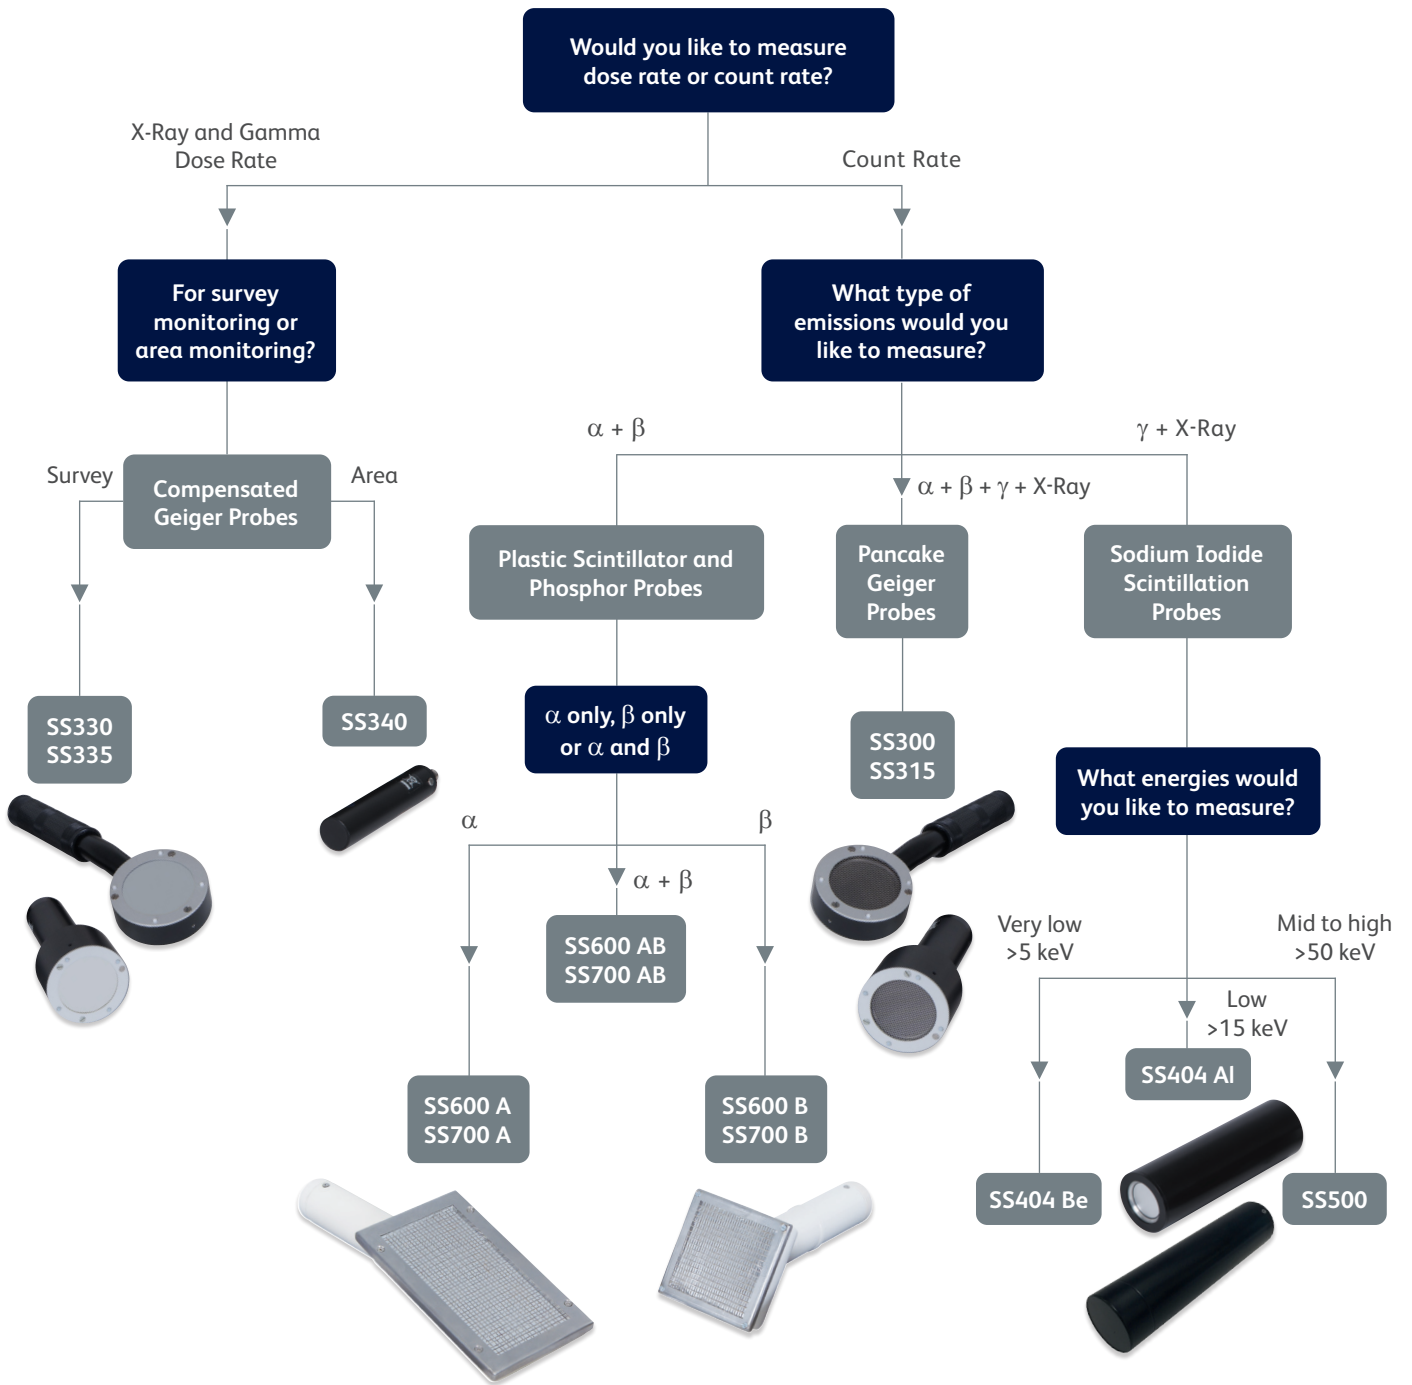 Would you like to measure
dose rate or count rate?
X-Ray and Gamma
Dose Rate
Count Rate
For survey
monitoring or
area monitoring?
What type of
emissions would you
like to measure?
α + β
γ + X-Ray
α + β + γ + X-Ray
Survey
Area
Compensated
Geiger Probes
Plastic Scintillator and
Phosphor Probes
Pancake
Geiger
Probes
Sodium Iodide
Scintillation
Probes
SS330
SS335
SS340
α only, β only
or α and β
SS300
SS315
What energies would
you like to measure?
α
β
α + β
SS600 AB
SS700 AB
Very low
>5 keV
Mid to high
>50 keV
Low
>15 keV
SS404 Al
SS600 A
SS700 A
SS600 B
SS700 B
SS404 Be
SS500